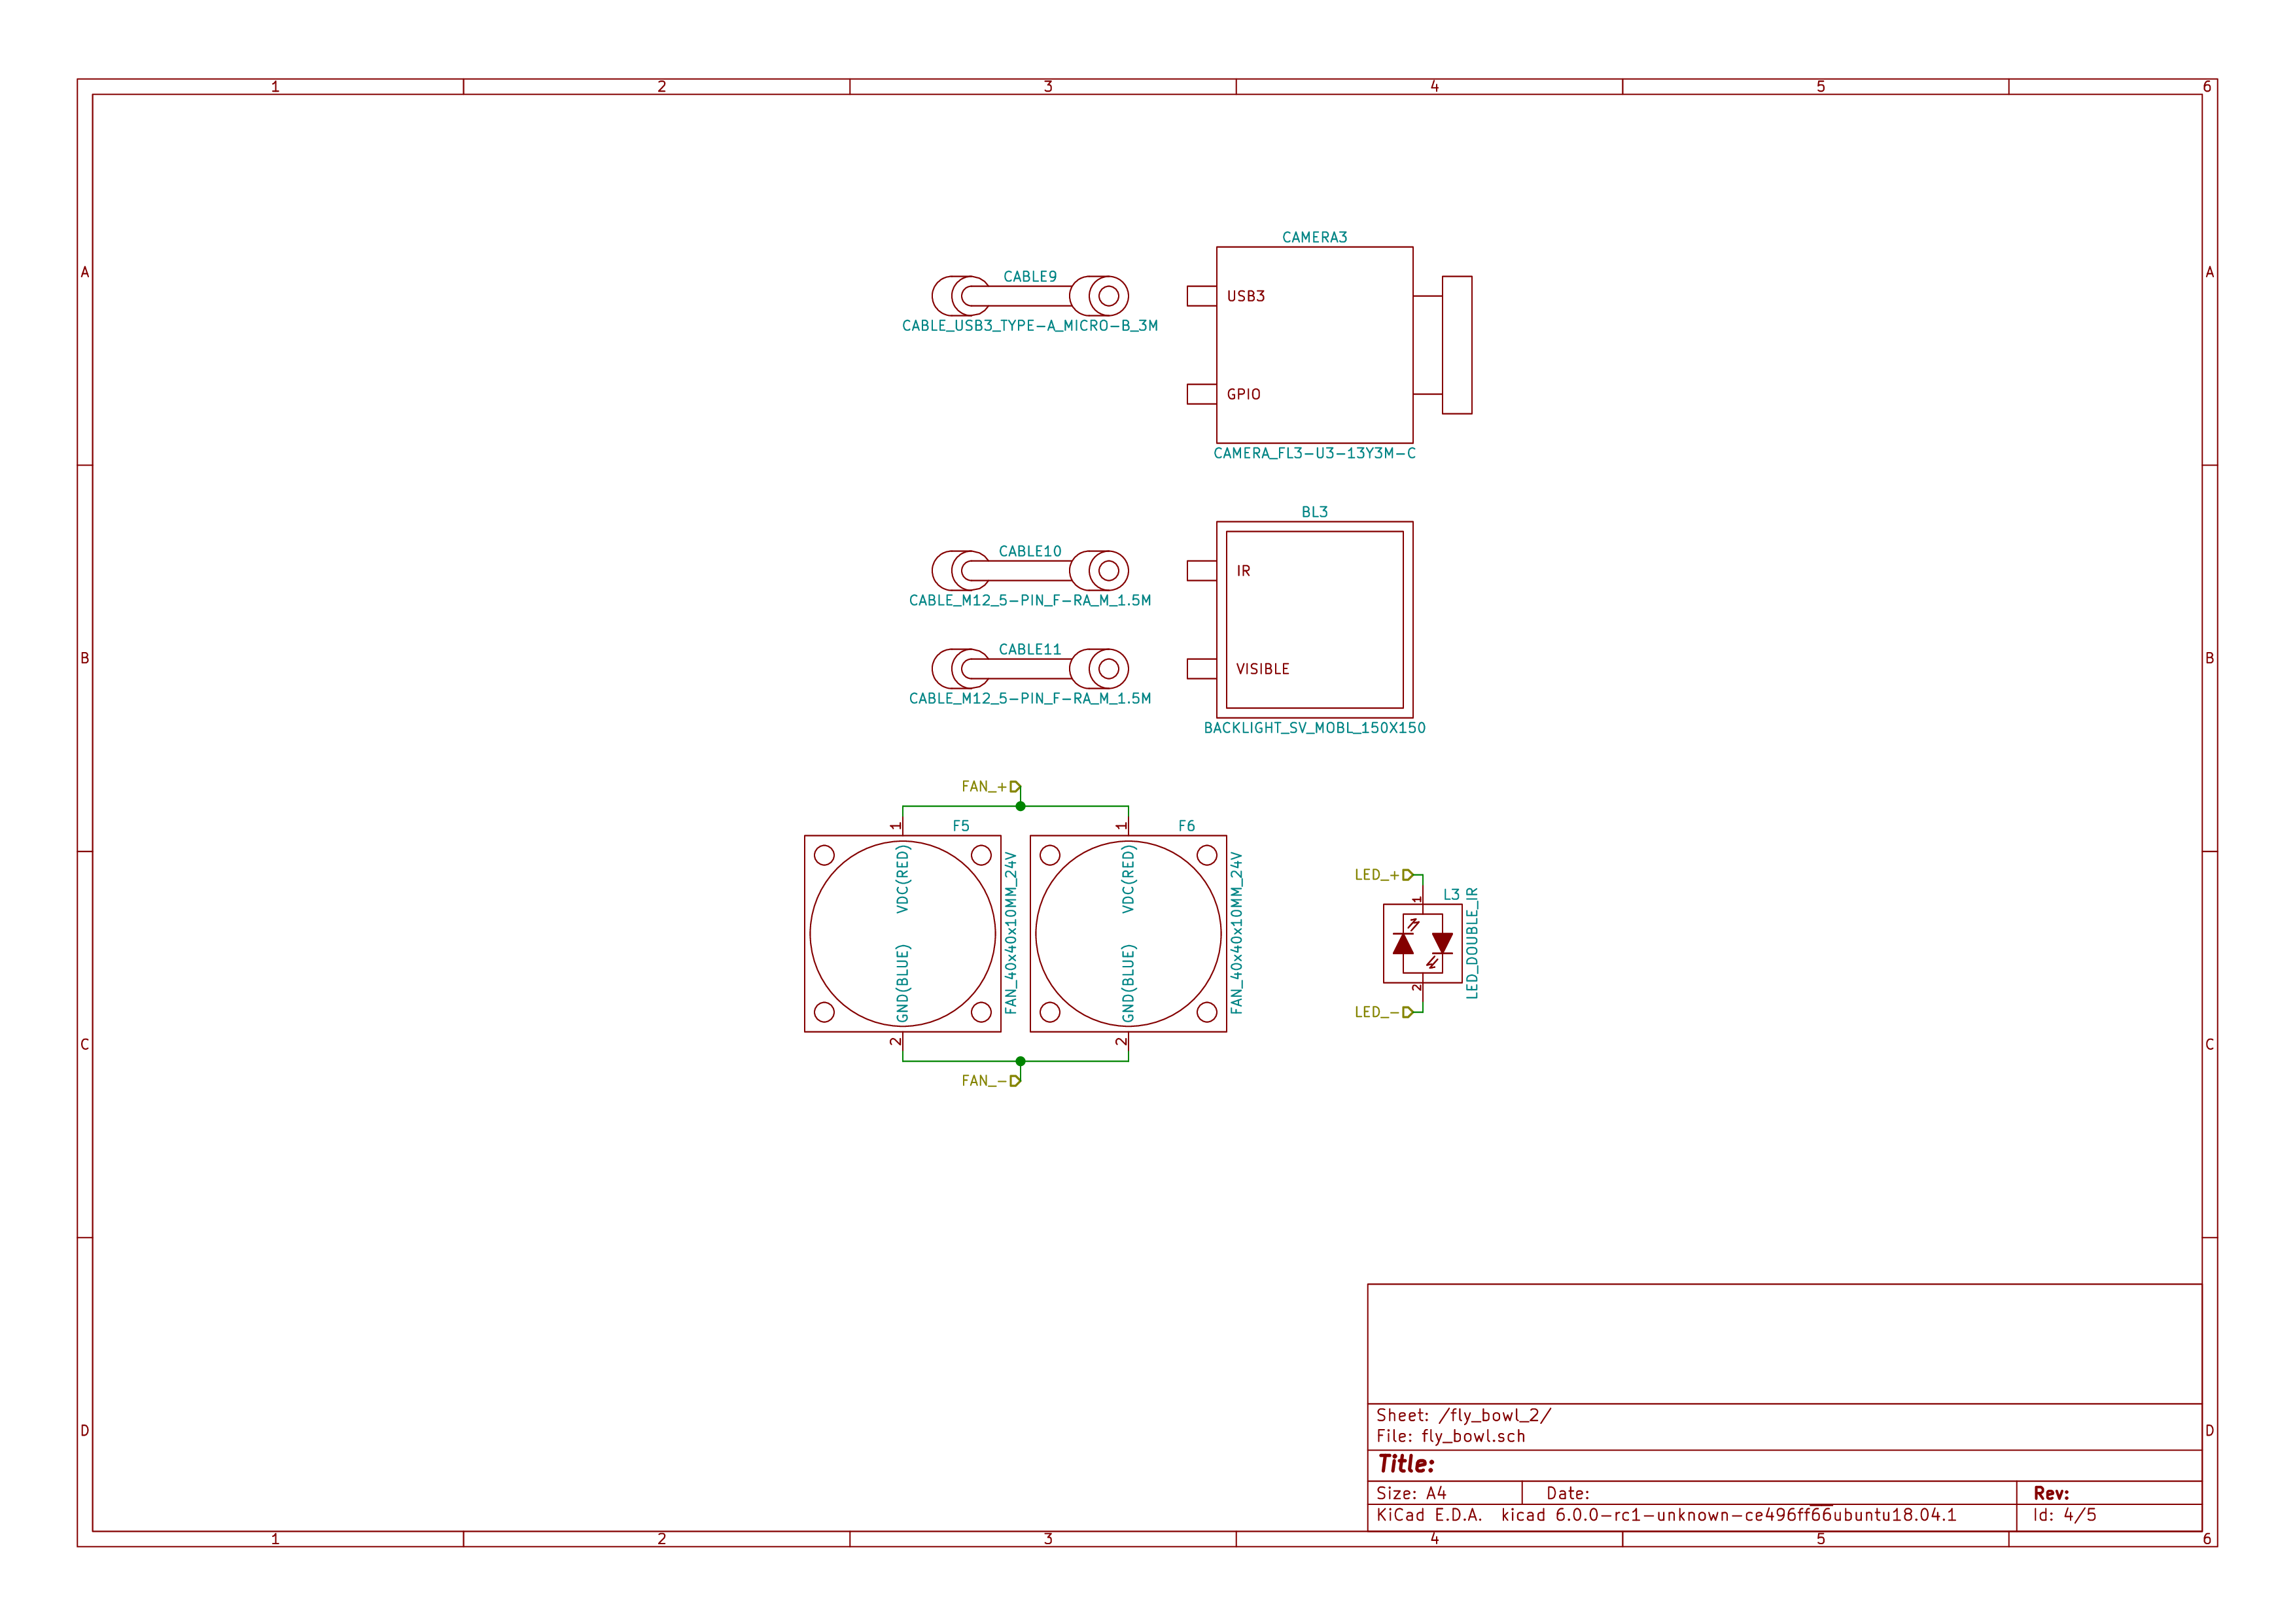 1 2 3 4 5 6
A A
CAMERA3
CABLE9
USB3
CABLE_USB3_TYPE-A_MICRO-B_3M
GPIO
CAMERA_FL3-U3-13Y3M-C
BL3
CABLE10
IR
CABLE_M12_5-PIN_F-RA_M_1.5M
CABLE11
B B
VISIBLE
CABLE_M12_5-PIN_F-RA_M_1.5M
BACKLIGHT_SV_MOBL_150X150
FAN_+
1 F5 1 F6
VDC(RED)
GND(BLUE)
FAN_40x40x10MM_24V
VDC(RED)
GND(BLUE)
FAN_40x40x10MM_24V
LED_+
1 L3
LED_DOUBLE_IR
2
LED_-
2 2
C C
FAN_-
Sheet: /fly_bowl_2/
D D
File: fly_bowl.sch
Title:
Size: A4 Date: Rev:
KiCad E.D.A. kicad 6.0.0-rc1-unknown-ce496ff66ubuntu18.04.1 Id: 4/5
1 2 3 4 5 6